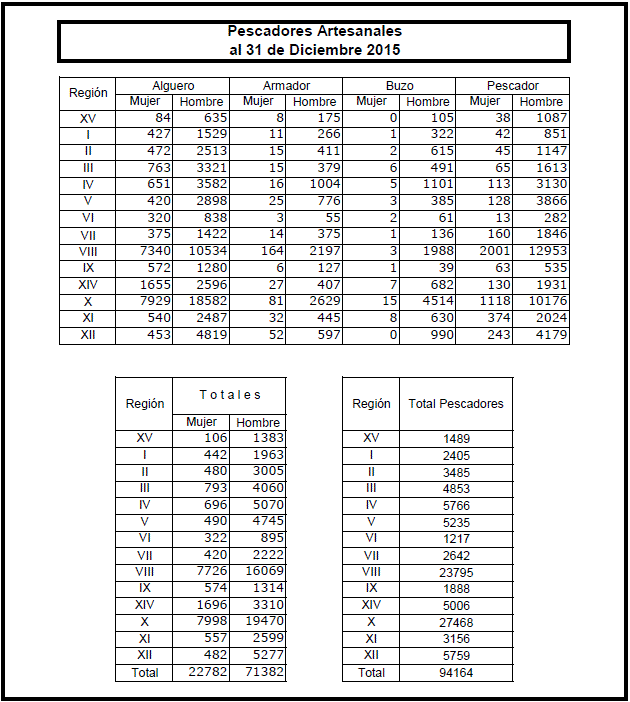 Pescadores Artesanales
al 31 de Diciembre 2015
Región Alguero Armador Buzo Pescador
Mujer Hombre Mujer Hombre Mujer Hombre Mujer Hombre
XV 84 635 8 175 0 105 38 1087
I 427 1529 11 266 1 322 42 851
II 472 2513 15 411 2 615 45 1147
III 763 3321 15 379 6 491 65 1613
IV 651 3582 16 1004 5 1101 113 3130
V 420 2898 25 776 3 385 128 3866
VI 320 838 3 55 2 61 13 282
VII 375 1422 14 375 1 136 160 1846
VIII 7340 10534 164 2197 3 1988 2001 12953
IX 572 1280 6 127 1 39 63 535
XIV 1655 2596 27 407 7 682 130 1931
X 7929 18582 81 2629 15 4514 1118 10176
XI 540 2487 32 445 8 630 374 2024
XII 453 4819 52 597 0 990 243 4179
Región Totales
Mujer Hombre
XV 106 1383
I 442 1963
II 480 3005
III 793 4060
IV 696 5070
V 490 4745
VI 322 895
VII 420 2222
VIII 7726 16069
IX 574 1314
XIV 1696 3310
X 7998 19470
XI 557 2599
XII 482 5277
Total 22782 71382
Región Total Pescadores
XV 1489
I 2405
II 3485
III 4853
IV 5766
V 5235
VI 1217
VII 2642
VIII 23795
IX 1888
XIV 5006
X 27468
XI 3156
XII 5759
Total 94164